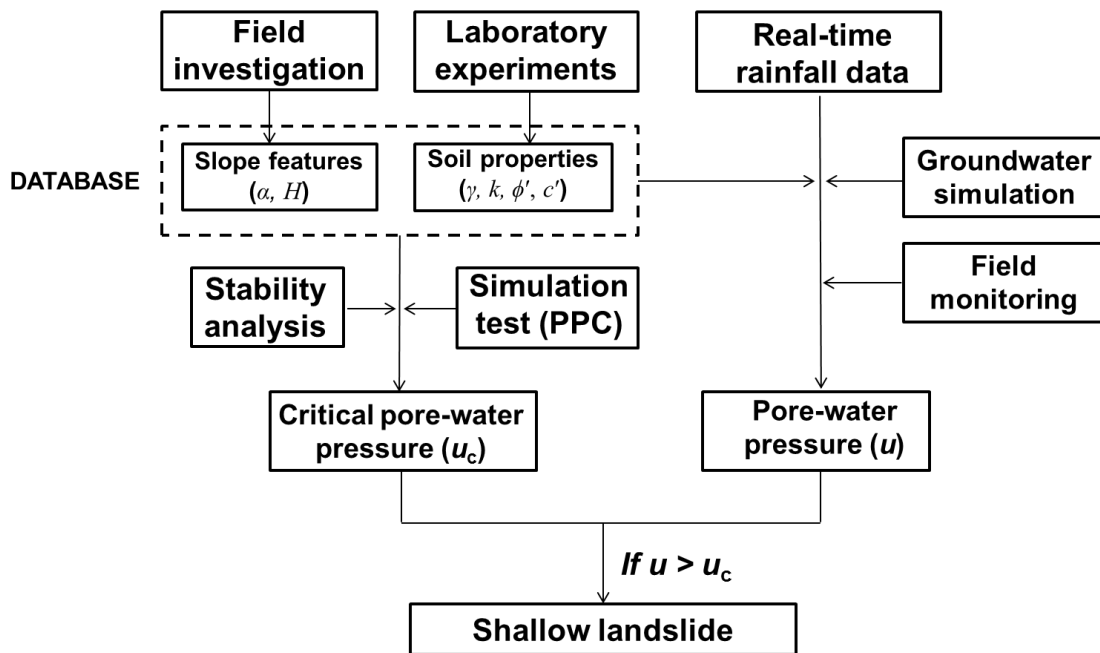 Field
investigation
Laboratory
experiments
Real-time
rainfall data
DATABASE
Slope features
(α, H)
Soil properties
(γ, k, ϕ′, c′)
Groundwater
simulation
Stability
analysis
Simulation
test (PPC)
Field
monitoring
Critical pore-water
pressure (uc)
Pore-water
pressure (u)
If u > uc
Shallow landslide